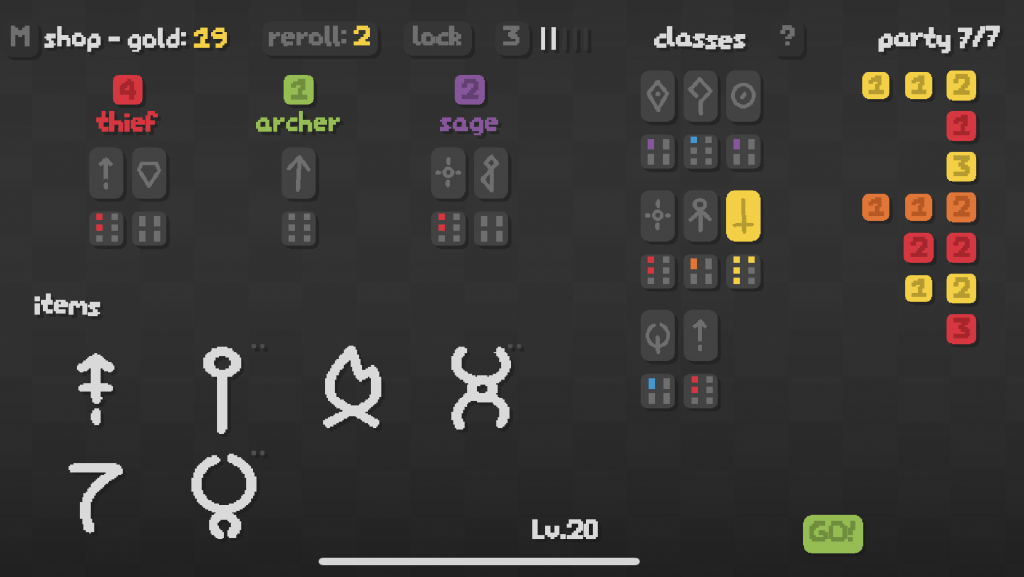 M shop - gold: 19 reroll: 2 lock 3 classes ? party 7/7
4 1 2
thief archer sage
1 1 2
1
3
1 1 2
2 2
1 2
3
items
Lv.20
GO!